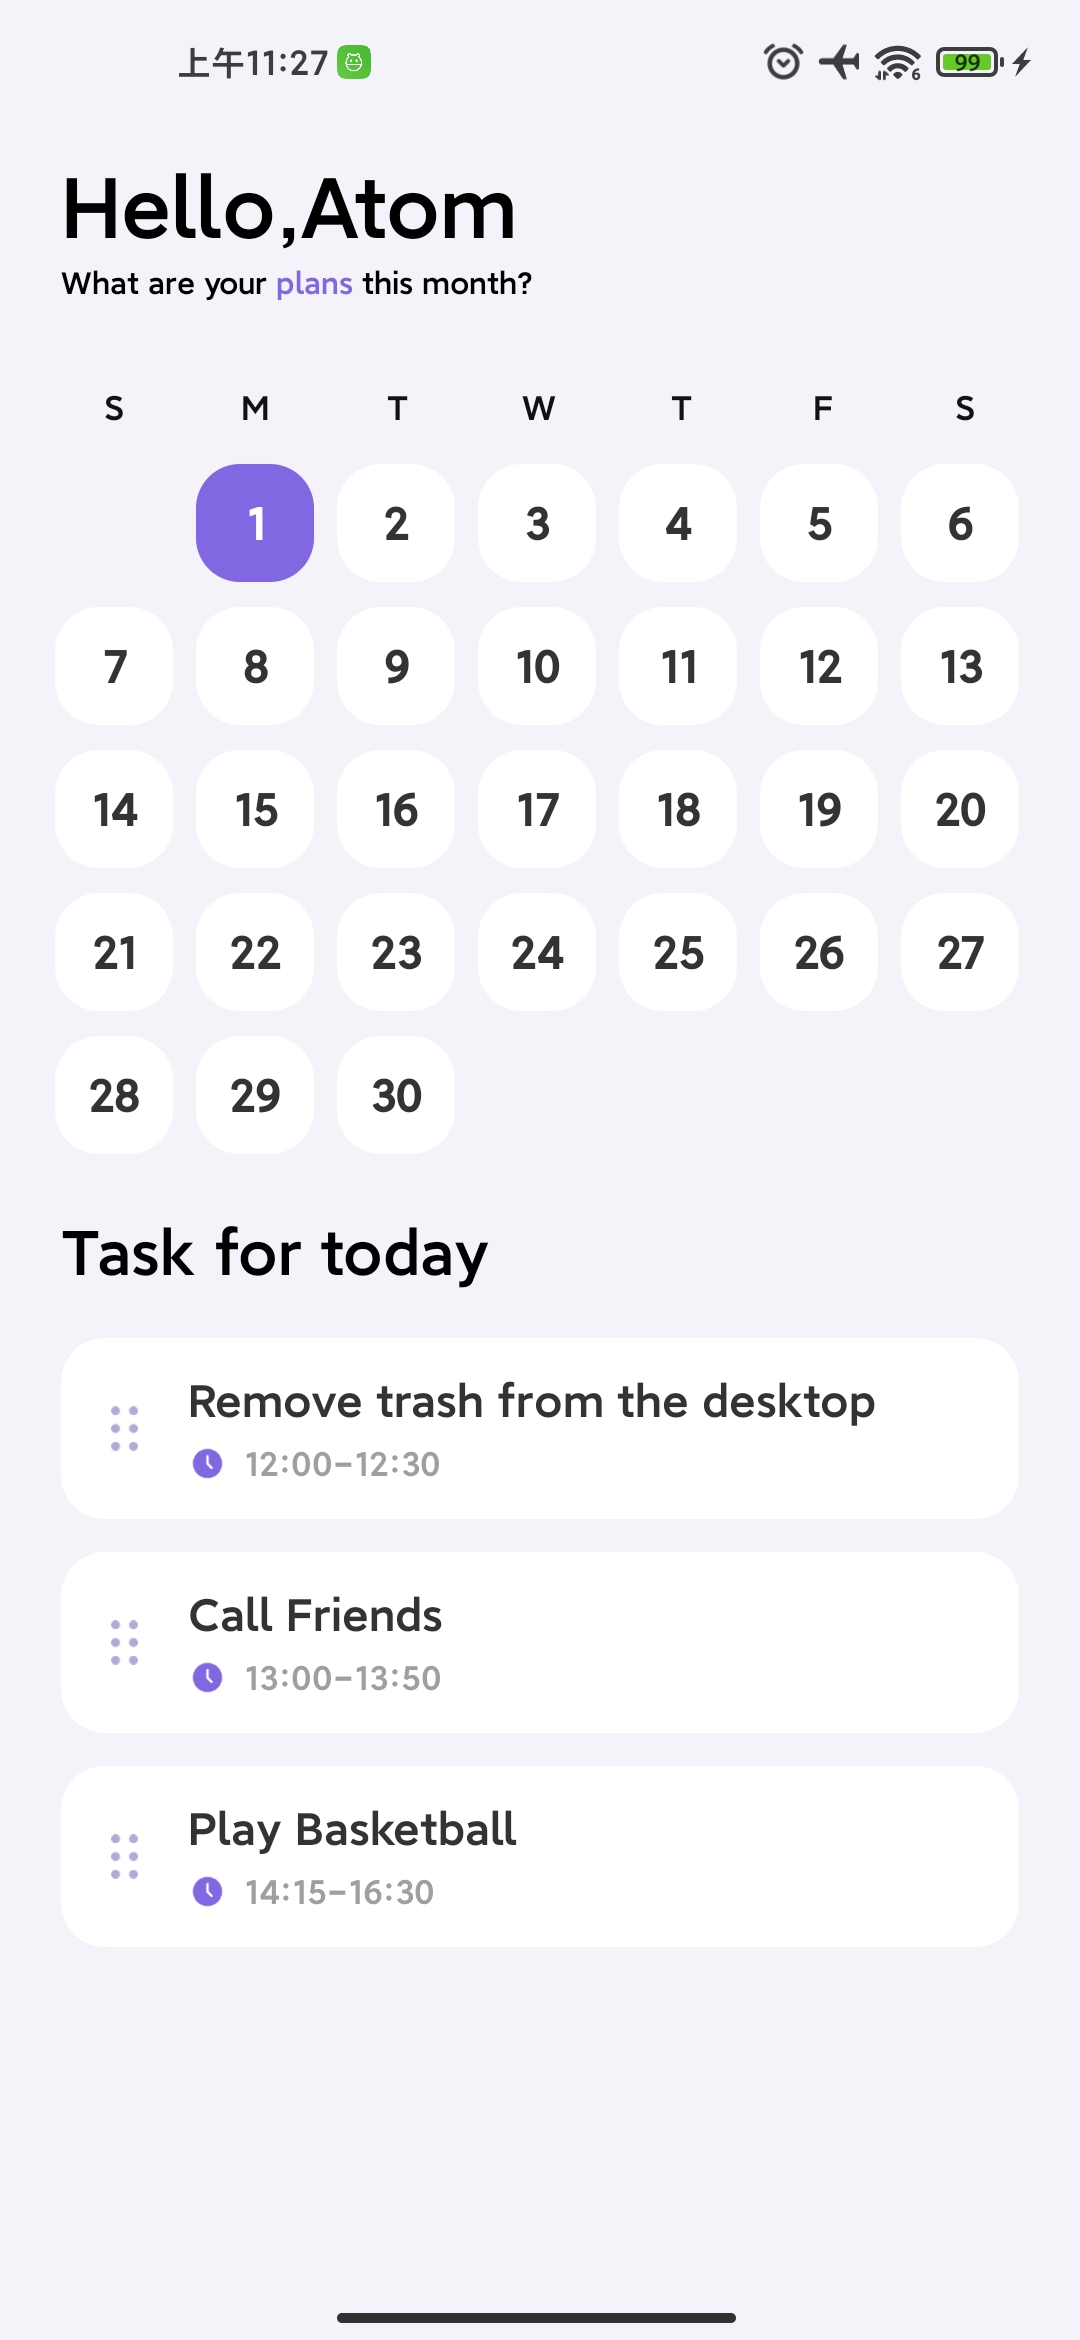 上午11:27
99
6
Hello,Atom
What are your plans this month?
S M T W T F S
1 2 3 4 5 6
7 8 9 10 11 12 13
14 15 16 17 18 19 20
21 22 23 24 25 26 27
28 29 30
Task for today
Remove trash from the desktop
12:00-12:30
Call Friends
13:00-13:50
Play Basketball
14:15-16:30